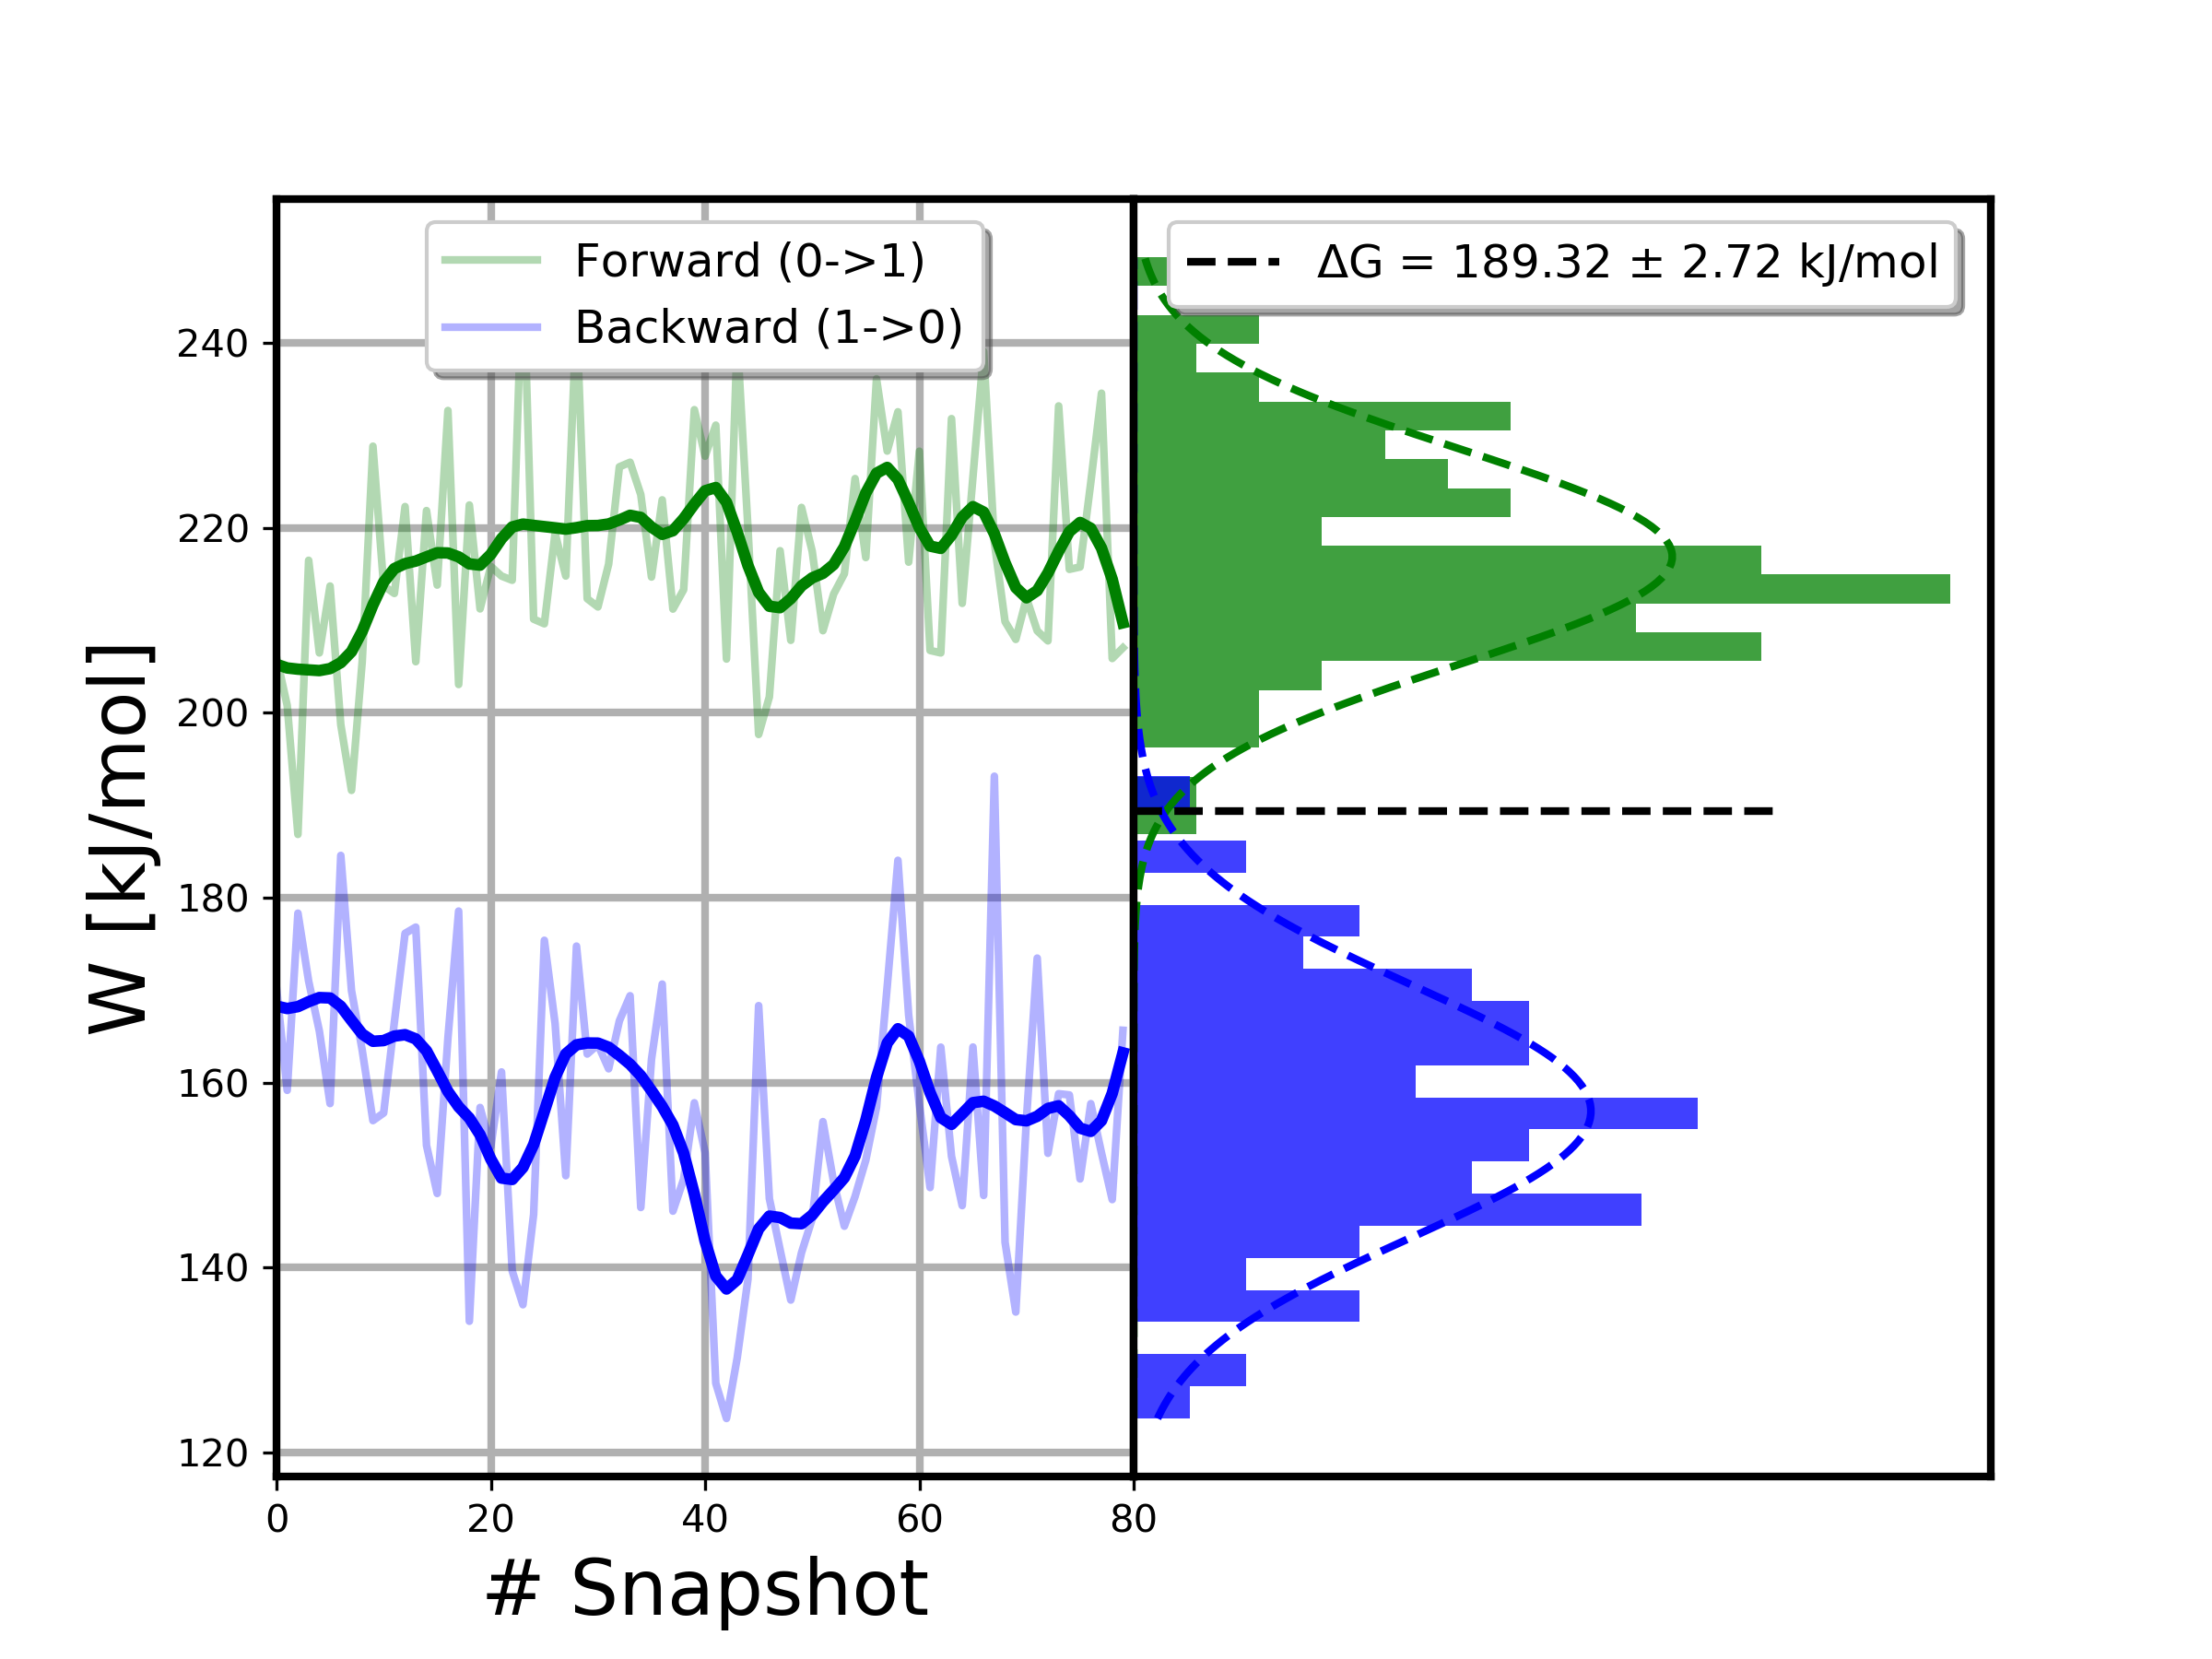 Forward (0->1)
Backward (1->0)
ΔG = 189.32 ± 2.72 kJ/mol
240
220
200
180
160
140
120
W [kJ/mol]
0 20 40 60 80
# Snapshot